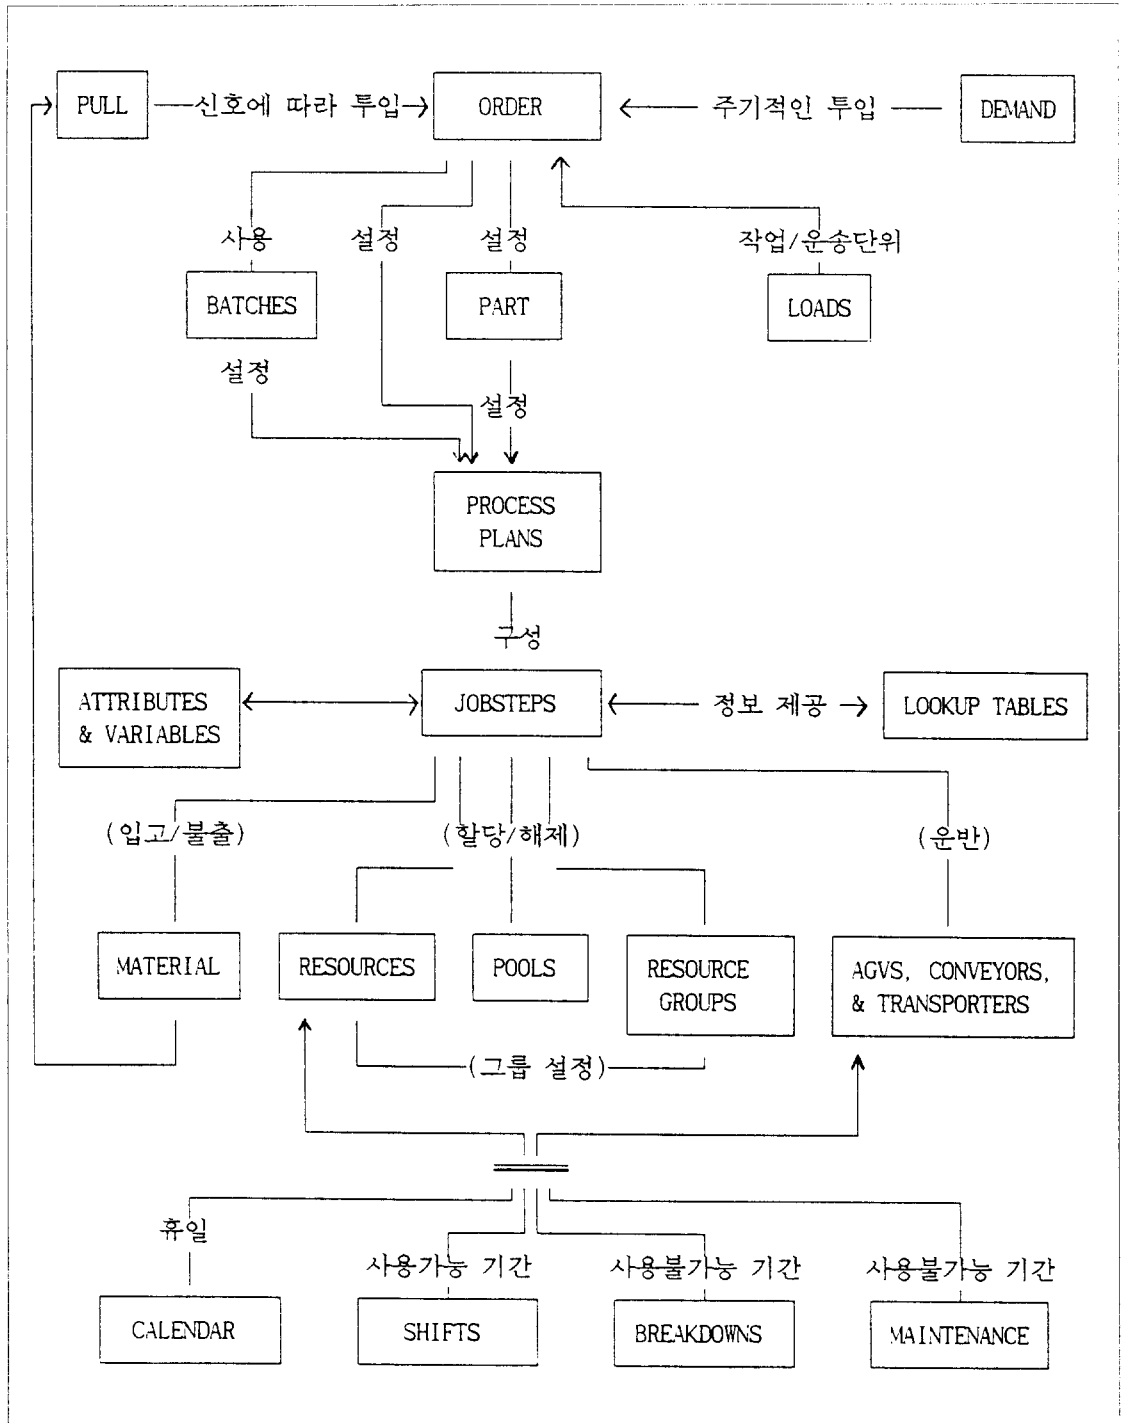 PULL
신호에 따라 투입
ORDER
주기적인 투입
DEMAND
사용
설정
설정
작업/운송단위
BATCHES
PART
LOADS
설정
설정
PROCESS
PLANS
구성
ATTRIBUTES
& VARIABLES
JOBSTEPS
정보 제공
LOOKUP TABLES
(입고/불출)
(할당/해제)
(운반)
MATERIAL
RESOURCES
POOLS
RESOURCE
GROUPS
AGVS, CONVEYORS,
& TRANSPORTERS
(그룹 설정)
휴일
사용가능 기간
사용불가능 기간
사용불가능 기간
CALENDAR
SHIFTS
BREAKDOWNS
MAINTENANCE